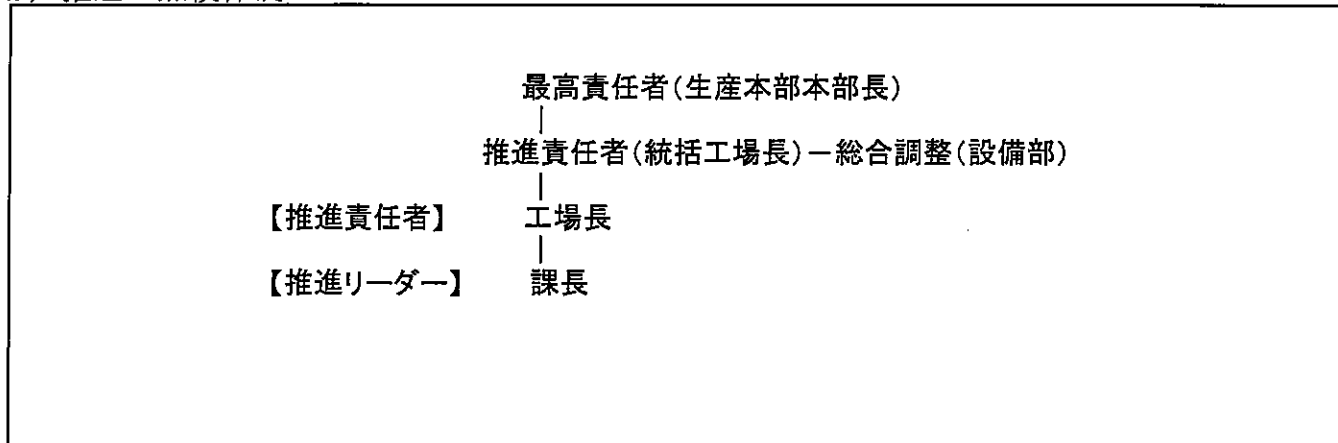 最高責任者(生産本部本部長)
推進責任者(統括工場長)－総合調整(設備部)
【推進責任者】 工場長
【推進リーダー】 課長